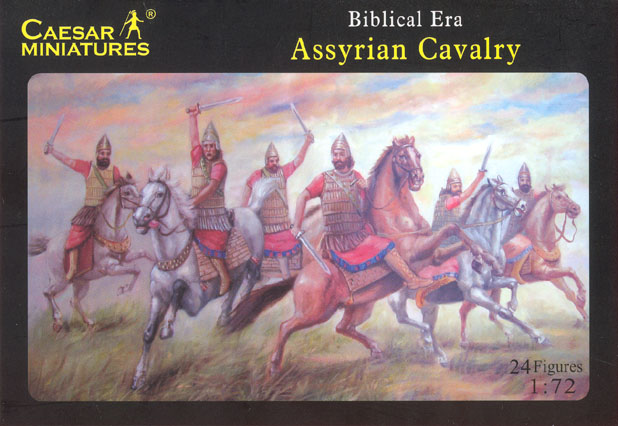 CAESAR
MINIATURES®
Biblical Era
Assyrian Cavalry
24 Figures
1:72